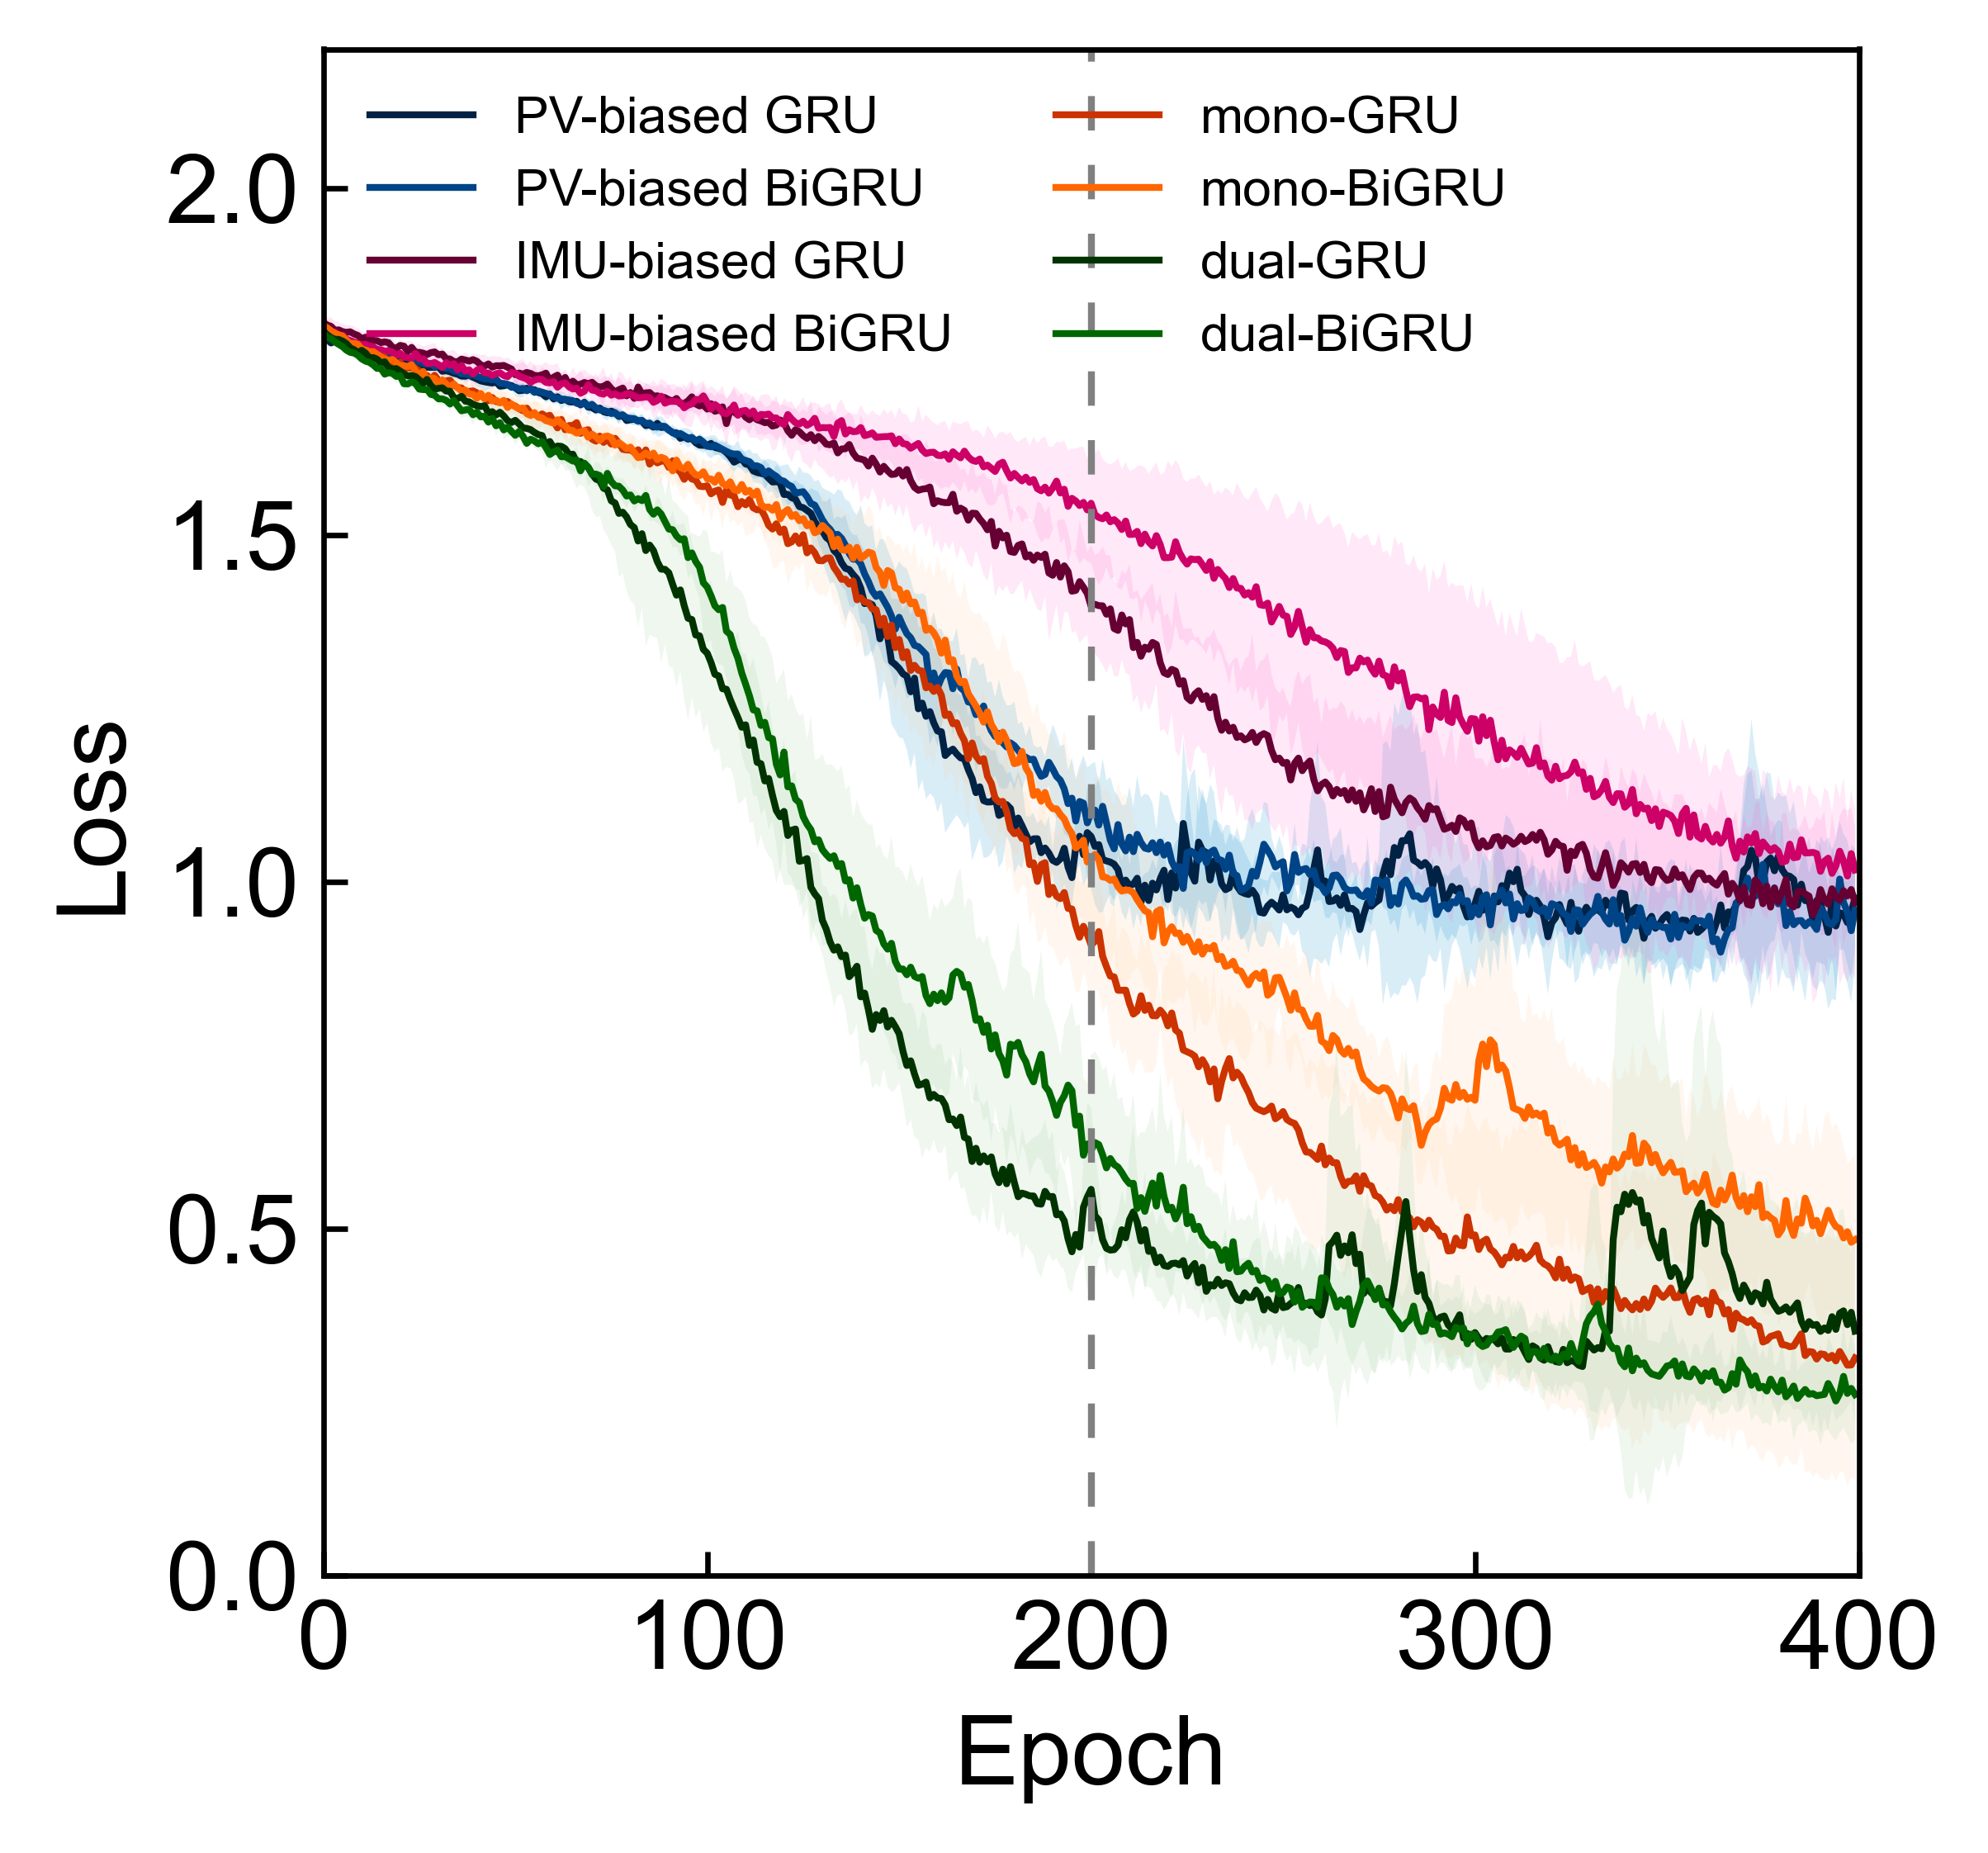 PV-biased GRU
PV-biased BiGRU
IMU-biased GRU
IMU-biased BiGRU
mono-GRU
mono-BiGRU
dual-GRU
dual-BiGRU
Loss
2.0
1.5
1.0
0.5
0.0
0 100 200 300 400
Epoch